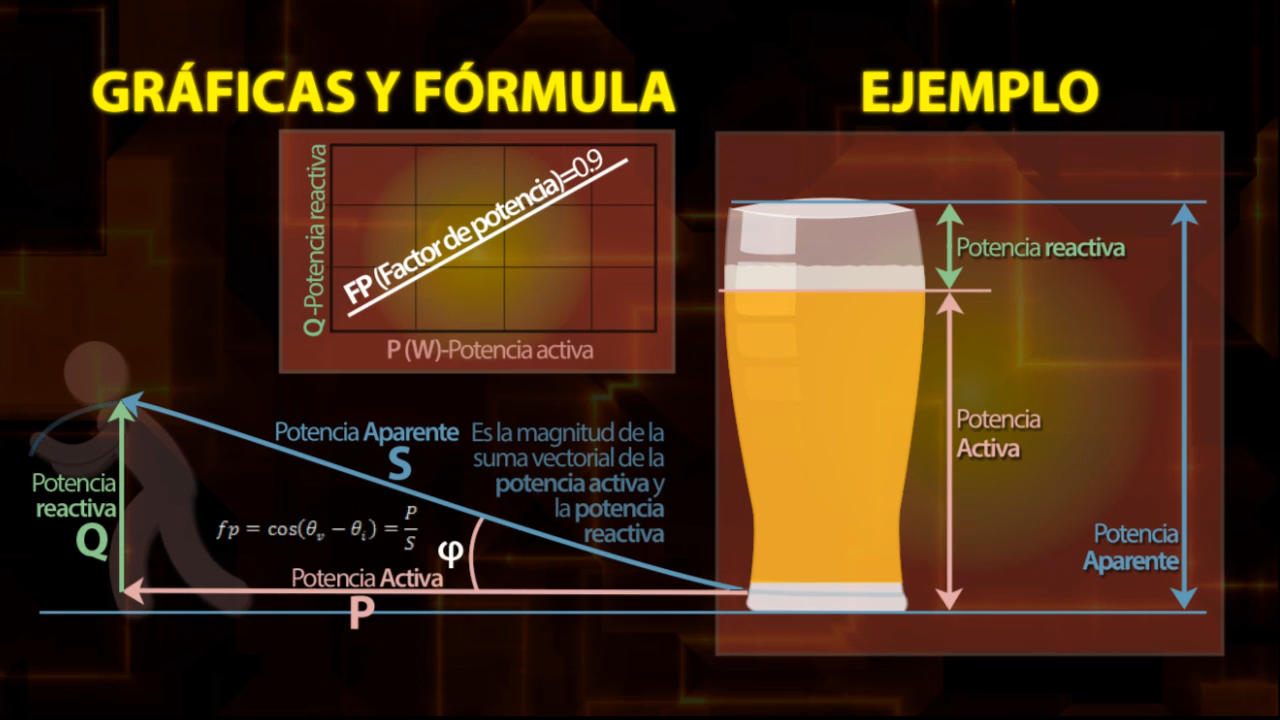 GRÁFICAS Y FÓRMULA
Q-Potencia reactiva
FP (Factor de potencia)=0.9
P (W)-Potencia activa
Potencia Aparente
S
Es la magnitud de la
suma vectorial de la
potencia activa y
la potencia
reactiva
Potencia
reactiva
Q
fp = cos(θᵥ − θᵢ) = P/S
φ
Potencia Activa
P
EJEMPLO
Potencia reactiva
Potencia
Activa
Potencia
Aparente